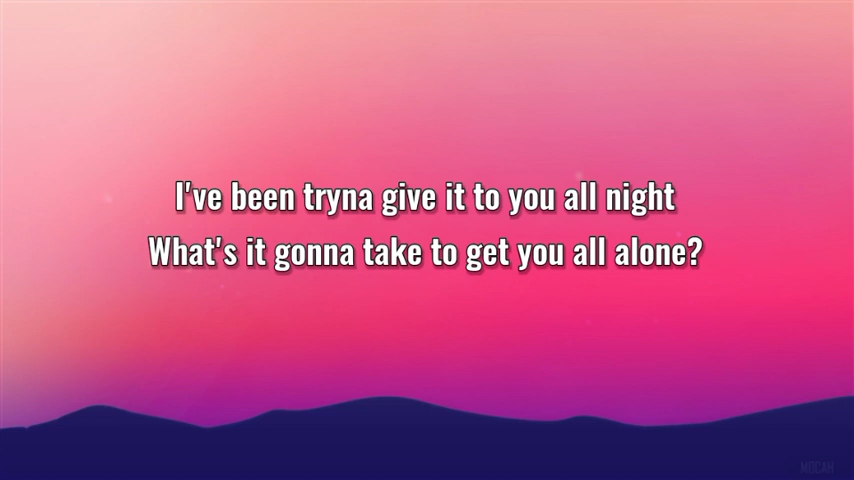 I've been tryna give it to you all night
What's it gonna take to get you all alone?
MOCAH